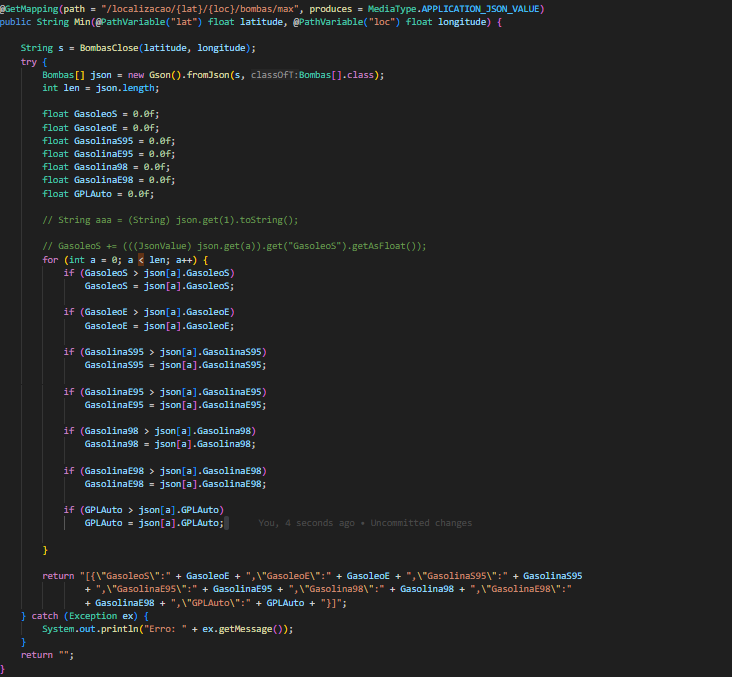 @GetMapping(path = "/localizacao/{lat}/{loc}/bombas/max", produces = MediaType.APPLICATION_JSON_VALUE)
public String Min(@PathVariable("lat") float latitude, @PathVariable("loc") float longitude) {
String s = BombasClose(latitude, longitude);
try {
Bombas[] json = new Gson().fromJson(s, classOfT:Bombas[].class);
int len = json.length;
float GasoleoS = 0.0f;
float GasoleoE = 0.0f;
float GasolinaS95 = 0.0f;
float GasolinaE95 = 0.0f;
float Gasolina98 = 0.0f;
float GasolinaE98 = 0.0f;
float GPLAuto = 0.0f;
// String aaa = (String) json.get(1).toString();
// GasoleoS += (((JsonValue) json.get(a)).get("GasoleoS").getAsFloat());
for (int a = 0; a < len; a++) {
if (GasoleoS > json[a].GasoleoS)
GasoleoS = json[a].GasoleoS;
if (GasoleoE > json[a].GasoleoE)
GasoleoE = json[a].GasoleoE;
if (GasolinaS95 > json[a].GasolinaS95)
GasolinaS95 = json[a].GasolinaS95;
if (GasolinaE95 > json[a].GasolinaE95)
GasolinaE95 = json[a].GasolinaE95;
if (Gasolina98 > json[a].Gasolina98)
Gasolina98 = json[a].Gasolina98;
if (GasolinaE98 > json[a].GasolinaE98)
GasolinaE98 = json[a].GasolinaE98;
if (GPLAuto > json[a].GPLAuto)
GPLAuto = json[a].GPLAuto; You, 4 seconds ago • Uncommitted changes
}
return "[{\"GasoleoS\":" + GasoleoE + ",\"GasoleoE\":" + GasoleoE + ",\"GasolinaS95\":" + GasolinaS95
+ ",\"GasolinaE95\":" + GasolinaE95 + ",\"Gasolina98\":" + Gasolina98 + ",\"GasolinaE98\":"
+ GasolinaE98 + ",\"GPLAuto\":" + GPLAuto + "}]";
} catch (Exception ex) {
System.out.println("Erro: " + ex.getMessage());
}
return "";
}